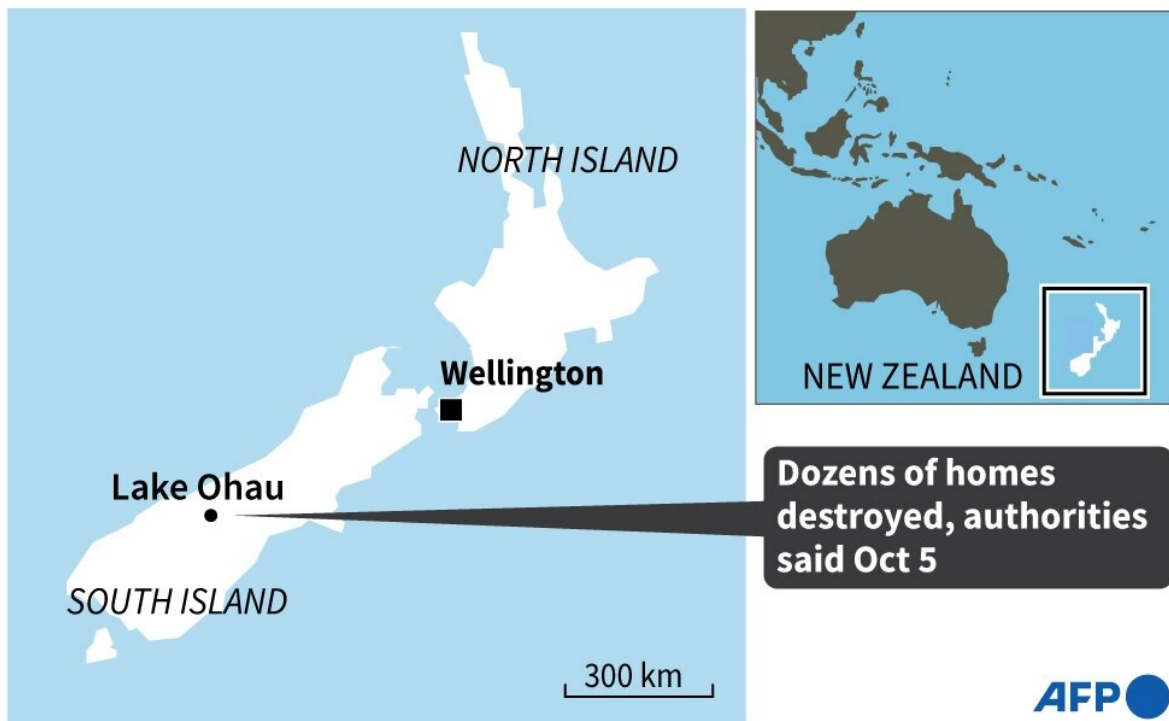 NORTH ISLAND
Wellington
Lake Ohau
SOUTH ISLAND
300 km
NEW ZEALAND
Dozens of homes
destroyed, authorities
said Oct 5
AFP